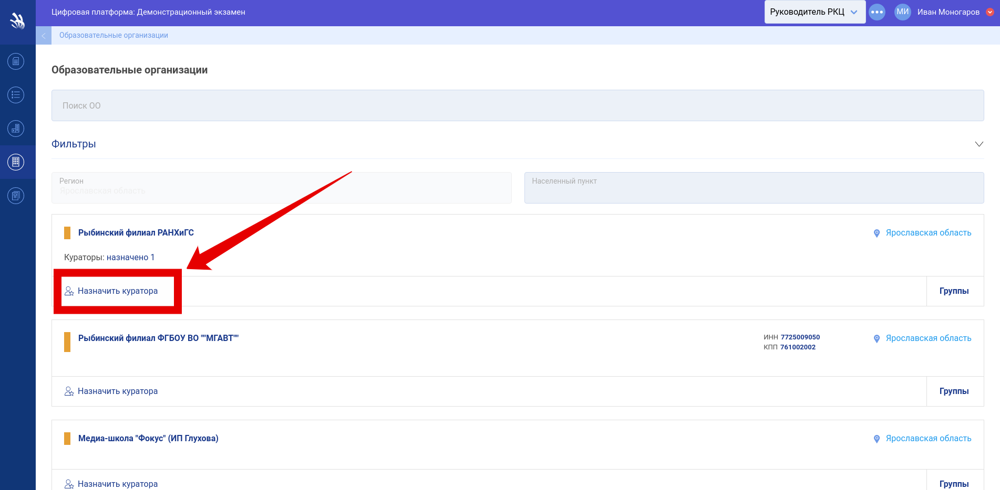 Цифровая платформа: Демонстрационный экзамен
Руководитель РКЦ
МИ
Иван Моногаров
Образовательные организации
Образовательные организации
Поиск ОО
Фильтры
Регион
Ярославская область
Населенный пункт
Рыбинский филиал РАНХиГС
Ярославская область
Кураторы: назначено 1
Назначить куратора
Группы
Рыбинский филиал ФГБОУ ВО ""МГАВТ""
ИНН 7725009050
КПП 761002002
Ярославская область
Назначить куратора
Группы
Медиа-школа "Фокус" (ИП Глухова)
Ярославская область
Назначить куратора
Группы